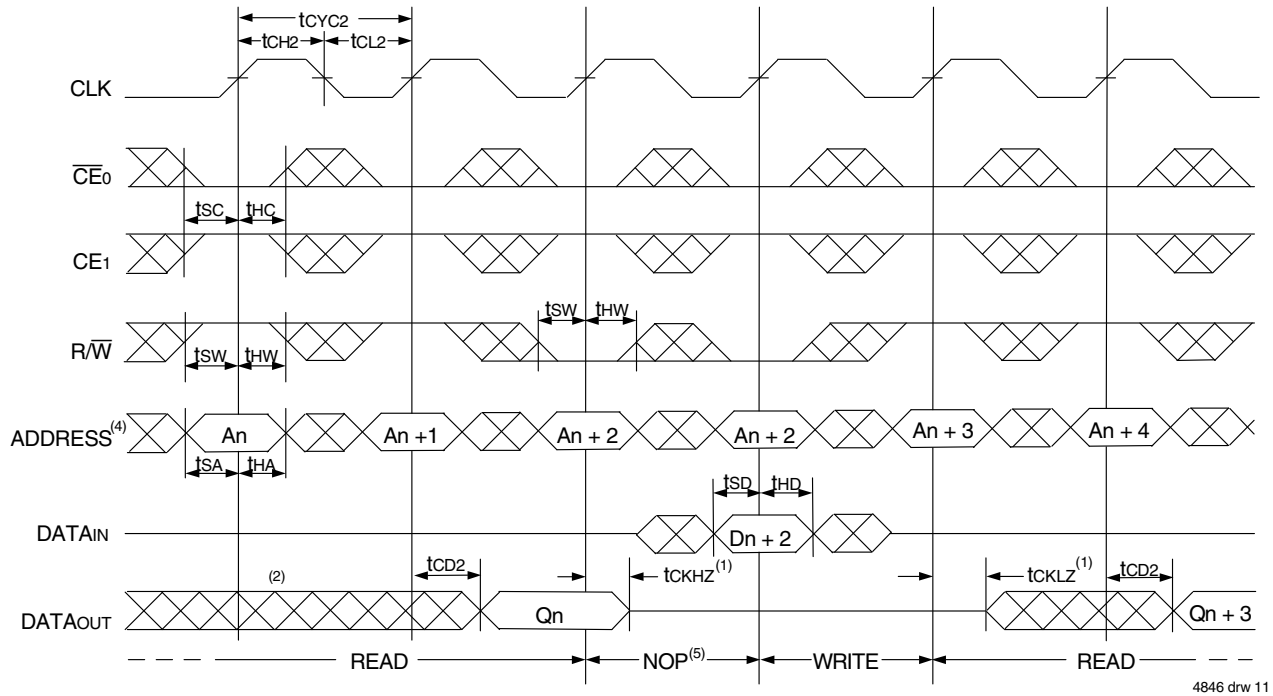 tCYC2
tCH2 tCL2
CLK
CE0
tSC tHC
CE1
tSW tHW
R/W
tSW tHW
ADDRESS(4) An An +1 An + 2 An + 2 An + 3 An + 4
tSA tHA
tSD tHD
DATAIN Dn + 2
(2) tCD2 tCKHZ(1) tCKLZ(1) tCD2
DATAOUT Qn Qn + 3
READ NOP(5) WRITE READ
4846 drw 11